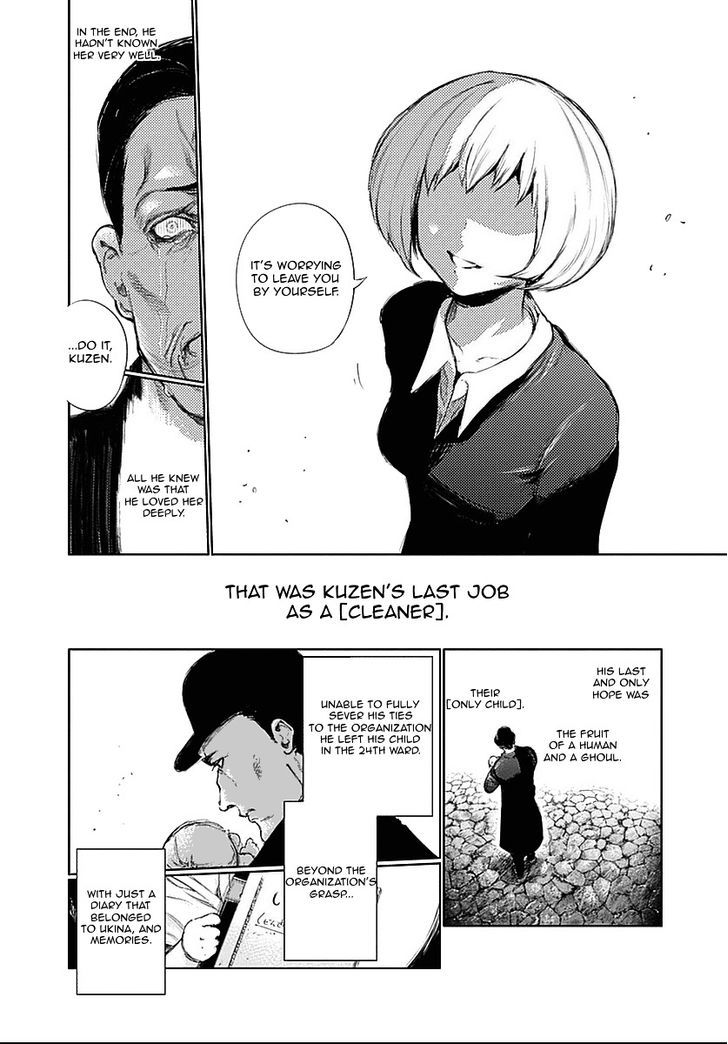 IT'S WORRYING
TO LEAVE YOU
BY YOURSELF.
IN THE END, HE
HADN'T KNOWN
HER VERY WELL.
...DO IT,
KUZEN.
ALL HE KNEW
WAS THAT
HE LOVED HER
DEEPLY.
THAT WAS KUZEN'S LAST JOB
AS A [CLEANER].
HIS LAST
AND ONLY
HOPE WAS
THEIR
[ONLY CHILD].
THE FRUIT
OF A HUMAN
AND A GHOUL.
UNABLE TO FULLY
SEVER HIS TIES
TO THE ORGANIZATION
HE LEFT HIS CHILD
IN THE 24TH WARD.
BEYOND THE
ORGANIZATION'S
GRASP...
WITH JUST A
DIARY THAT
BELONGED
TO UKINA, AND
MEMORIES.